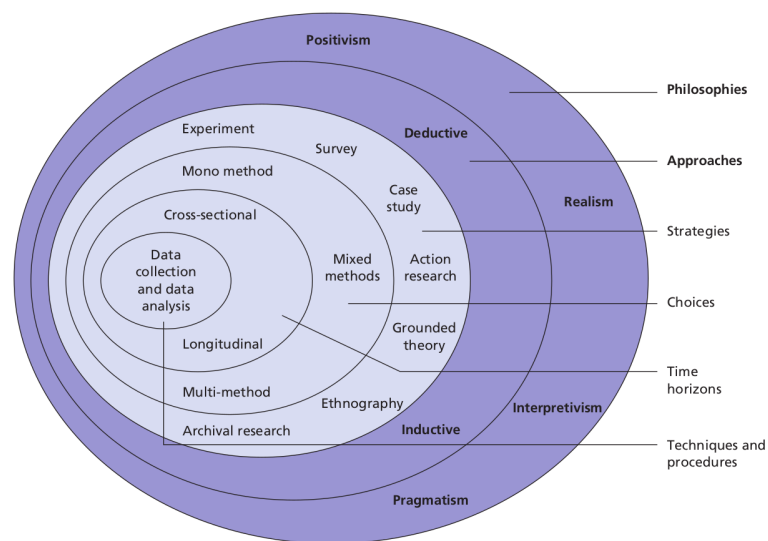 Positivism
Philosophies
Experiment
Deductive
Survey
Approaches
Mono method
Case
study
Realism
Cross-sectional
Strategies
Data
collection
and data
analysis
Mixed
methods
Action
research
Choices
Grounded
theory
Longitudinal
Time
horizons
Multi-method
Ethnography
Interpretivism
Archival research
Inductive
Techniques and
procedures
Pragmatism